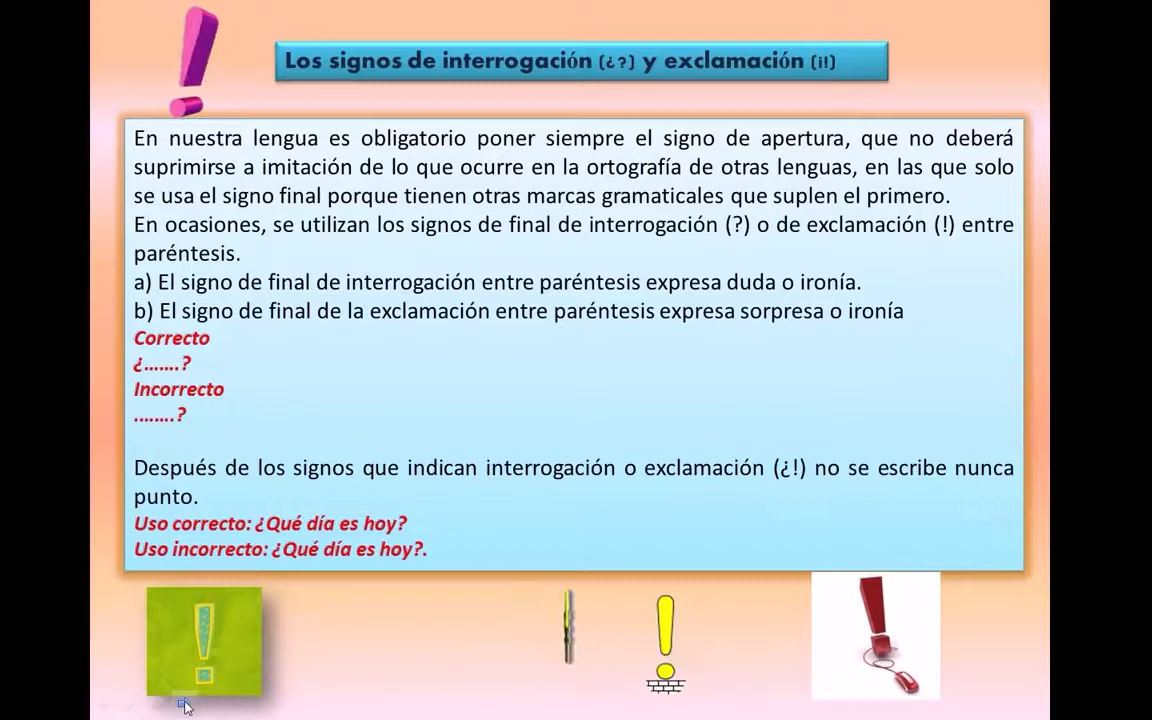 Los signos de interrogación (¿?) y exclamación (¡!)
En nuestra lengua es obligatorio poner siempre el signo de apertura, que no deberá
suprimirse a imitación de lo que ocurre en la ortografía de otras lenguas, en las que solo
se usa el signo final porque tienen otras marcas gramaticales que suplen el primero.
En ocasiones, se utilizan los signos de final de interrogación (?) o de exclamación (!) entre
paréntesis.
a) El signo de final de interrogación entre paréntesis expresa duda o ironía.
b) El signo de final de la exclamación entre paréntesis expresa sorpresa o ironía
Correcto
¿.......?
Incorrecto
........?
Después de los signos que indican interrogación o exclamación (¿!) no se escribe nunca
punto.
Uso correcto: ¿Qué día es hoy?
Uso incorrecto: ¿Qué día es hoy?.